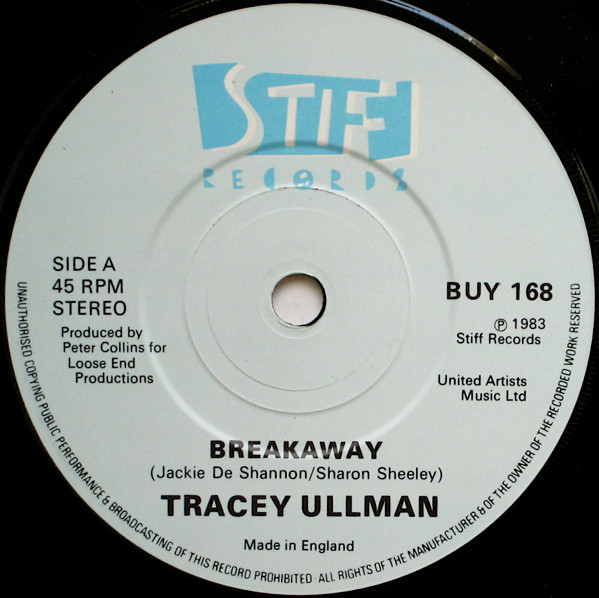 STIFF
RECORDS
SIDE A
45 RPM
STEREO
Produced by
Peter Collins for
Loose End
Productions
BUY 168
℗ 1983
Stiff Records
United Artists
Music Ltd
BREAKAWAY
(Jackie De Shannon/Sharon Sheeley)
TRACEY ULLMAN
Made in England
UNAUTHORISED COPYING PUBLIC PERFORMANCE & BROADCASTING OF THIS RECORD PROHIBITED · ALL RIGHTS OF THE MANUFACTURER & OF THE OWNER OF THE RECORDED WORK RESERVED